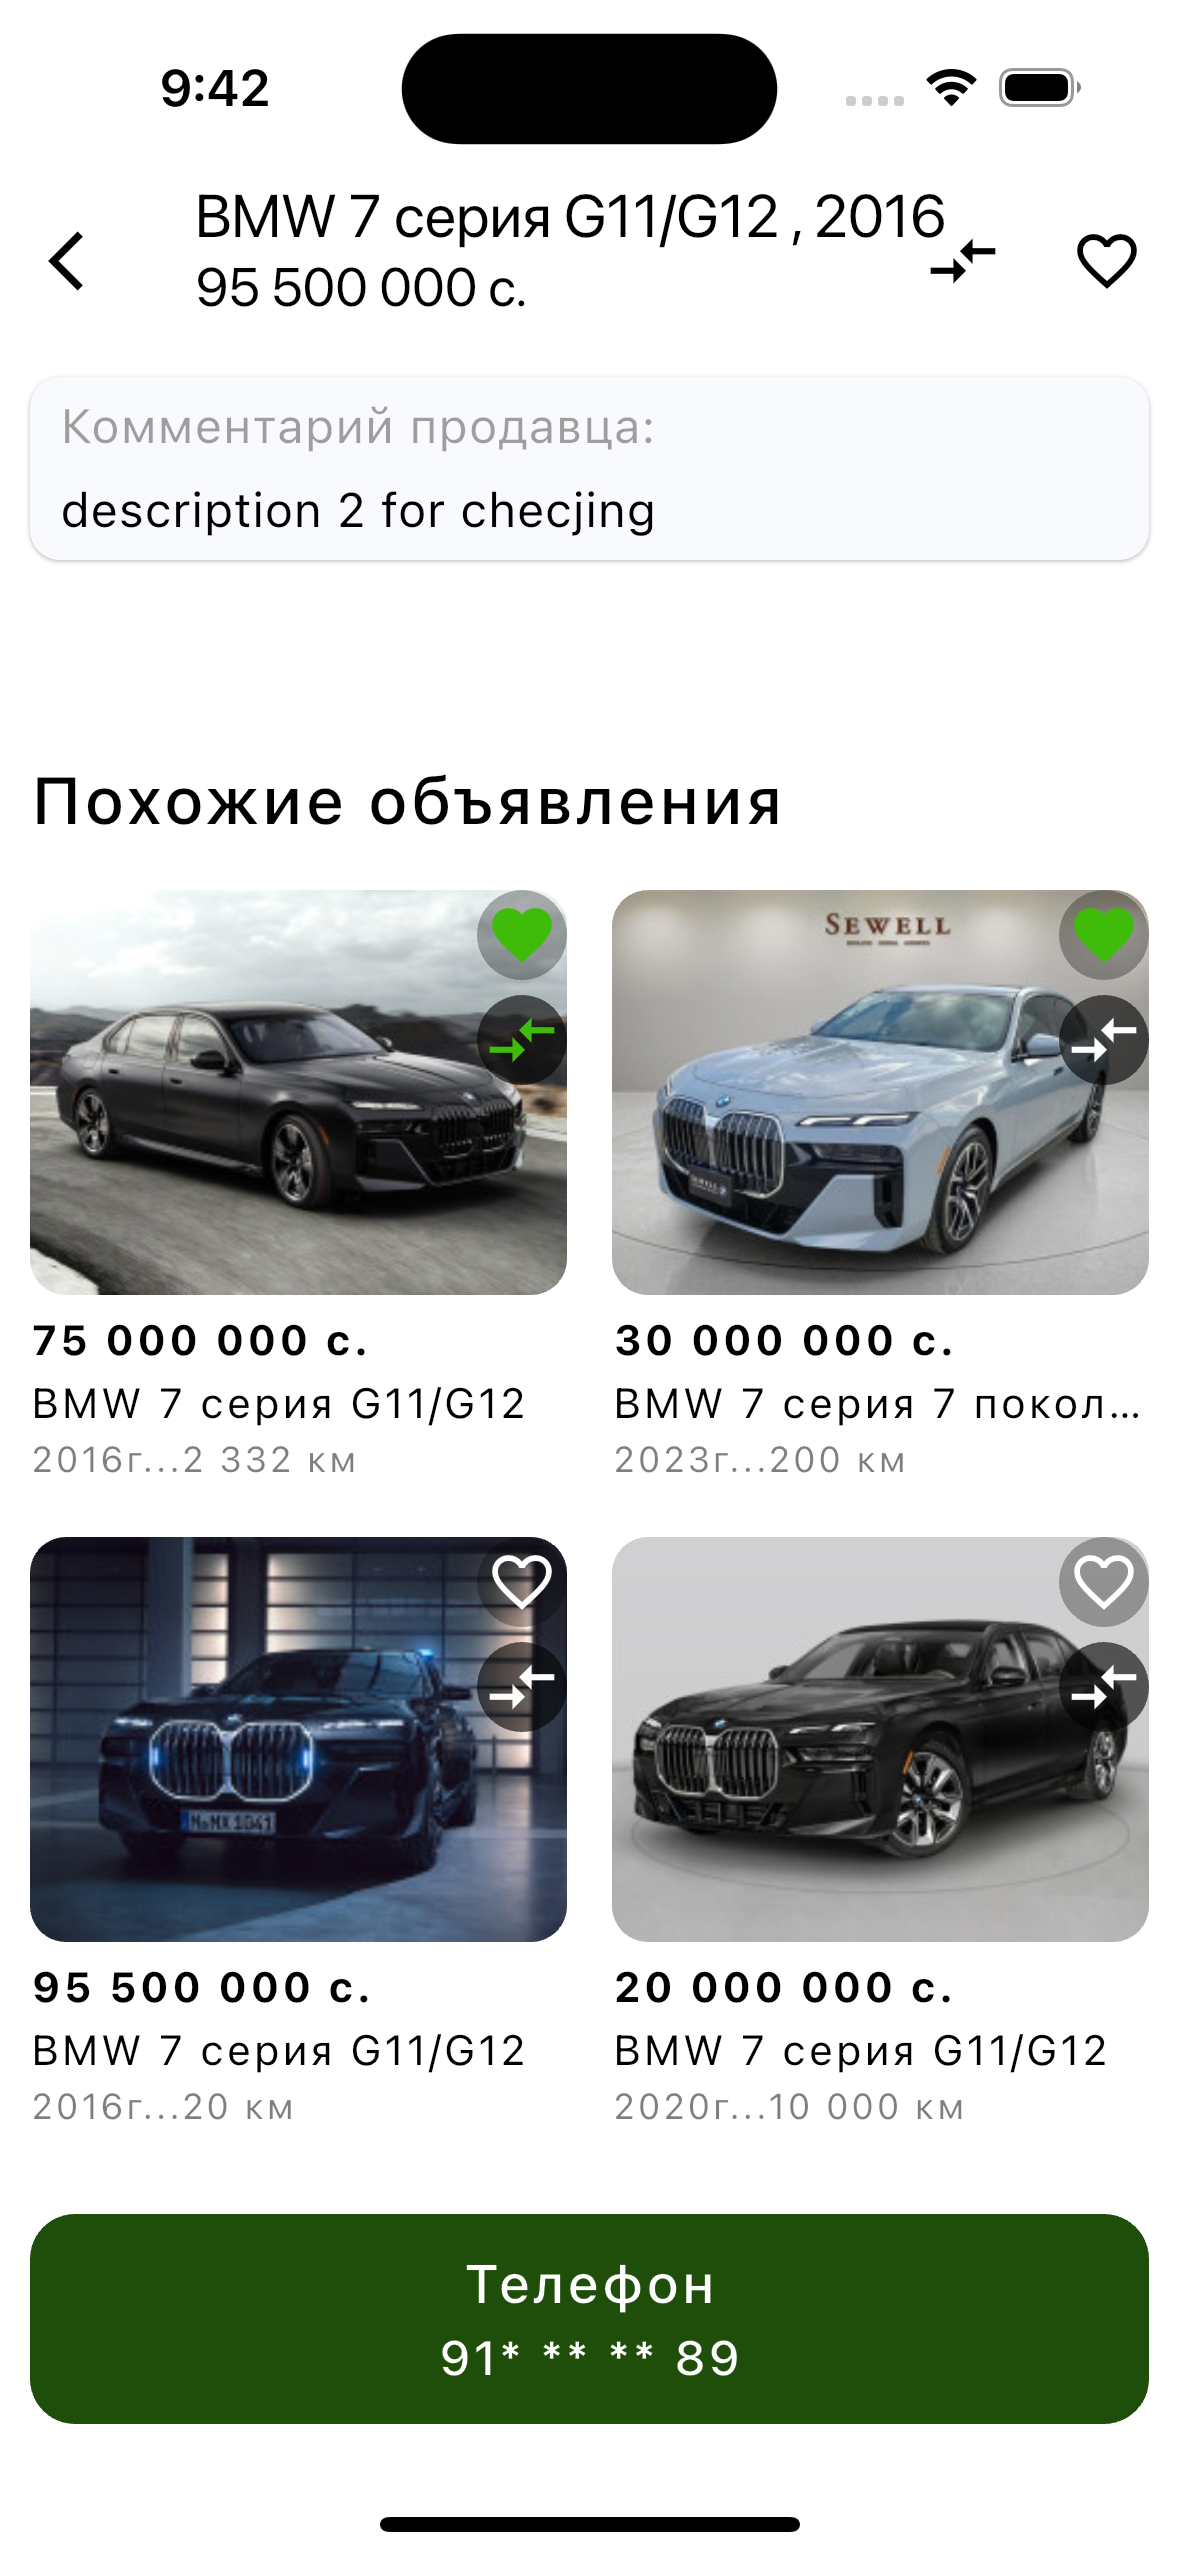 9:42
BMW 7 серия G11/G12 , 2016
95 500 000 с.
Комментарий продавца:
description 2 for checjing
Похожие объявления
SEWELL
SEWELL
75 000 000 с.
30 000 000 с.
BMW 7 серия G11/G12
BMW 7 серия 7 покол...
2016г...2 332 км
2023г...200 км
M•MX 1041
95 500 000 с.
20 000 000 с.
BMW 7 серия G11/G12
BMW 7 серия G11/G12
2016г...20 км
2020г...10 000 км
Телефон
91* ** ** 89